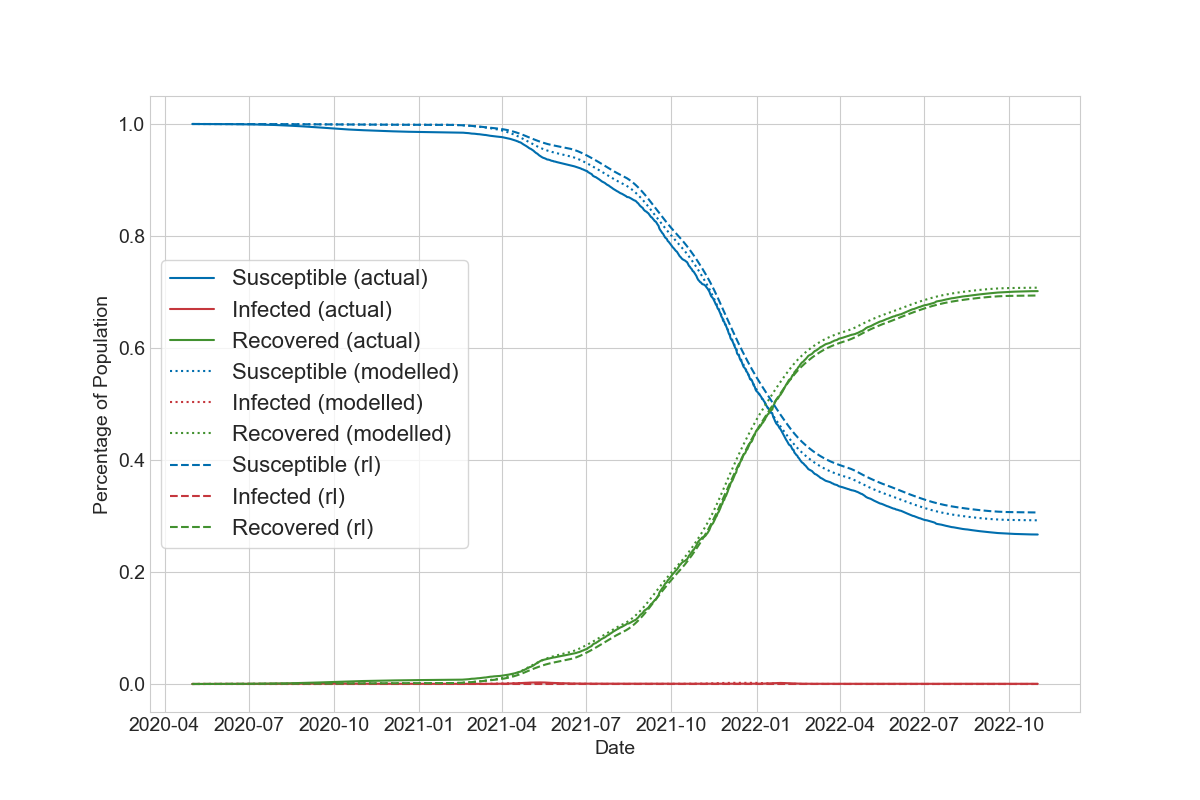 1.0
0.8
0.6
0.4
0.2
0.0
Percentage of Population
Susceptible (actual)
Infected (actual)
Recovered (actual)
Susceptible (modelled)
Infected (modelled)
Recovered (modelled)
Susceptible (rl)
Infected (rl)
Recovered (rl)
2020-04 2020-07 2020-10 2021-01 2021-04 2021-07 2021-10 2022-01 2022-04 2022-07 2022-10
Date